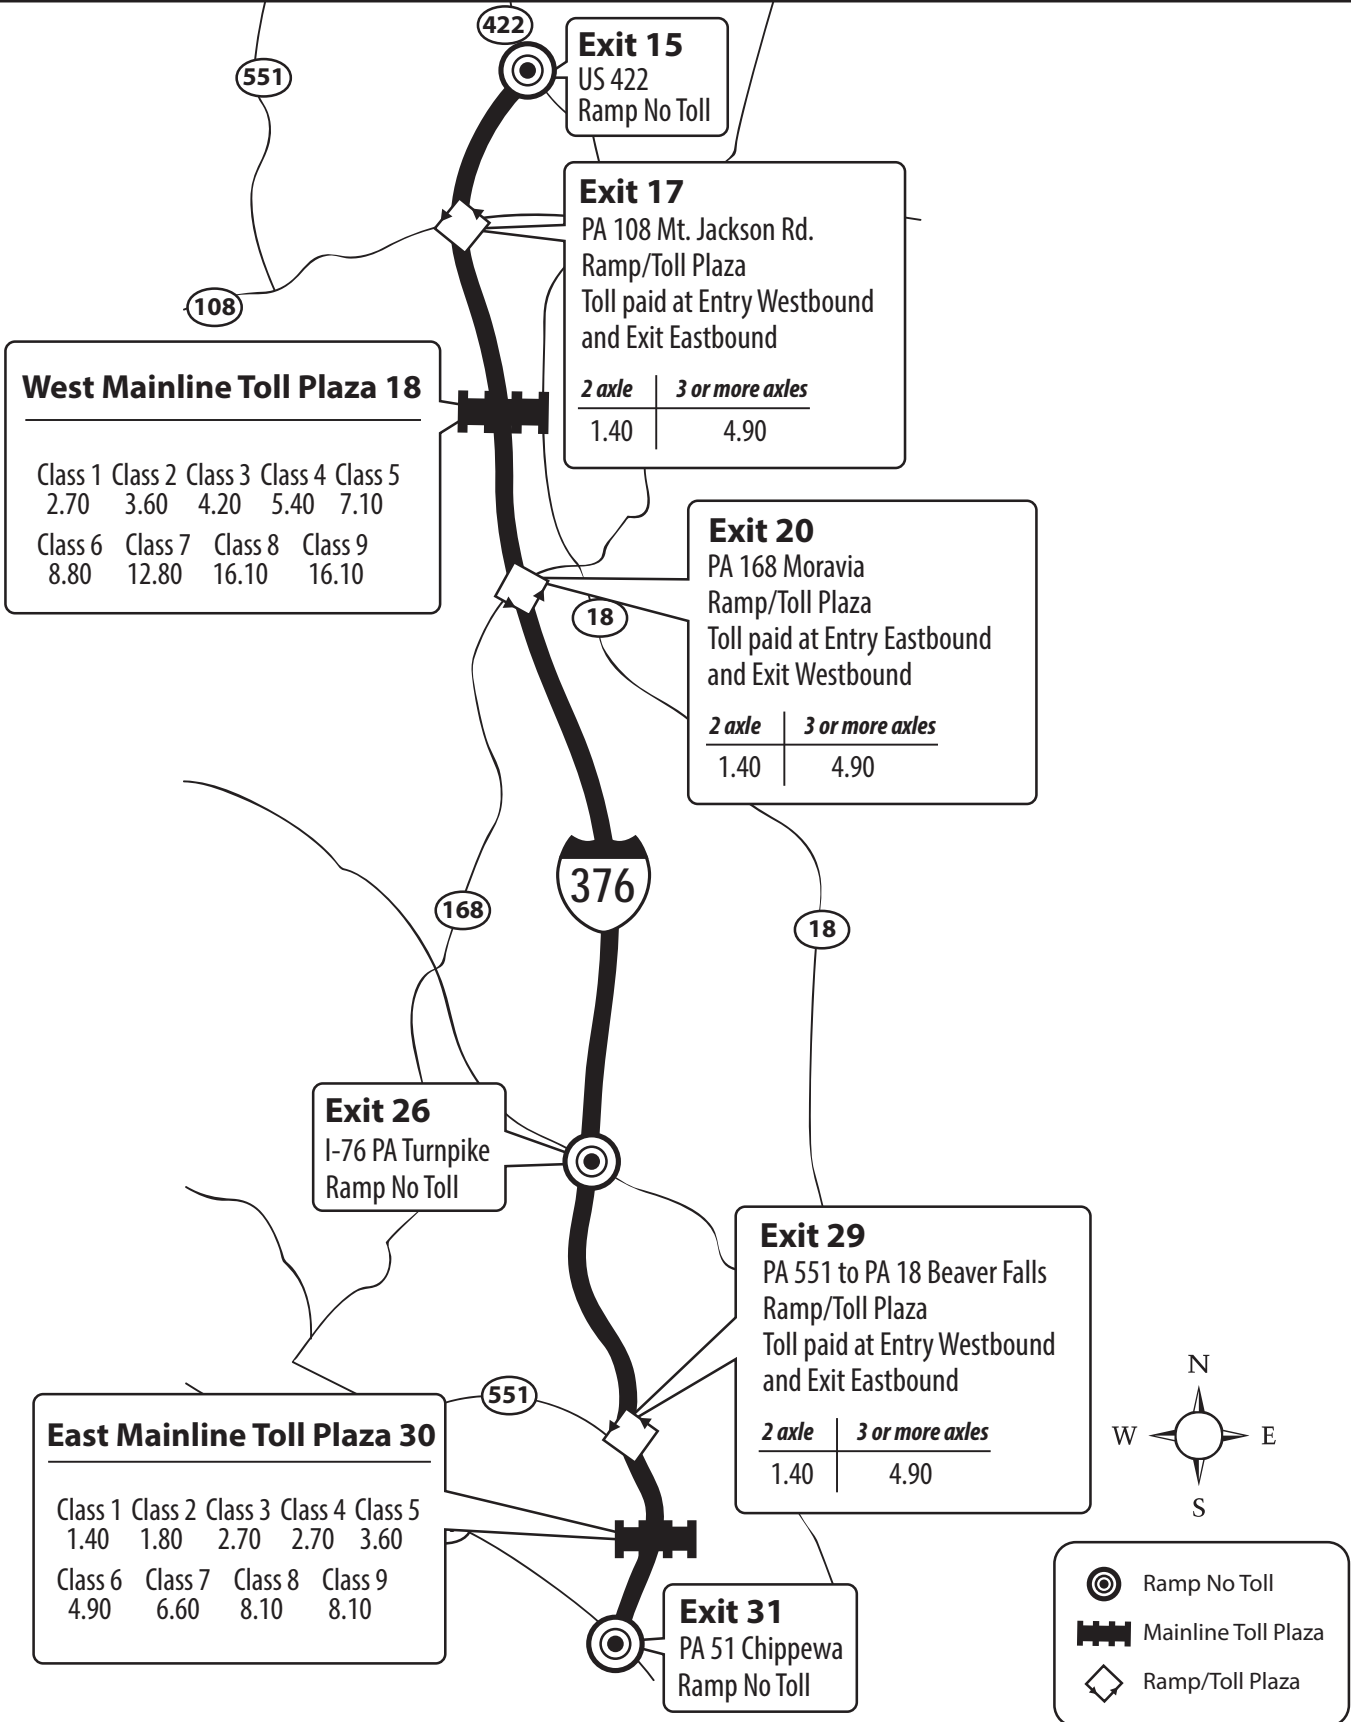 422
Exit 15
US 422
Ramp No Toll
551
Exit 17
PA 108 Mt. Jackson Rd.
Ramp/Toll Plaza
Toll paid at Entry Westbound
and Exit Eastbound
2 axle 3 or more axles
1.40 4.90
108
West Mainline Toll Plaza 18
Class 1 Class 2 Class 3 Class 4 Class 5
2.70 3.60 4.20 5.40 7.10
Class 6 Class 7 Class 8 Class 9
8.80 12.80 16.10 16.10
Exit 20
PA 168 Moravia
Ramp/Toll Plaza
Toll paid at Entry Eastbound
and Exit Westbound
2 axle 3 or more axles
1.40 4.90
18
376
168
18
Exit 26
I-76 PA Turnpike
Ramp No Toll
Exit 29
PA 551 to PA 18 Beaver Falls
Ramp/Toll Plaza
Toll paid at Entry Westbound
and Exit Eastbound
2 axle 3 or more axles
1.40 4.90
551
East Mainline Toll Plaza 30
Class 1 Class 2 Class 3 Class 4 Class 5
1.40 1.80 2.70 2.70 3.60
Class 6 Class 7 Class 8 Class 9
4.90 6.60 8.10 8.10
Exit 31
PA 51 Chippewa
Ramp No Toll
N
W E
S
Ramp No Toll
Mainline Toll Plaza
Ramp/Toll Plaza